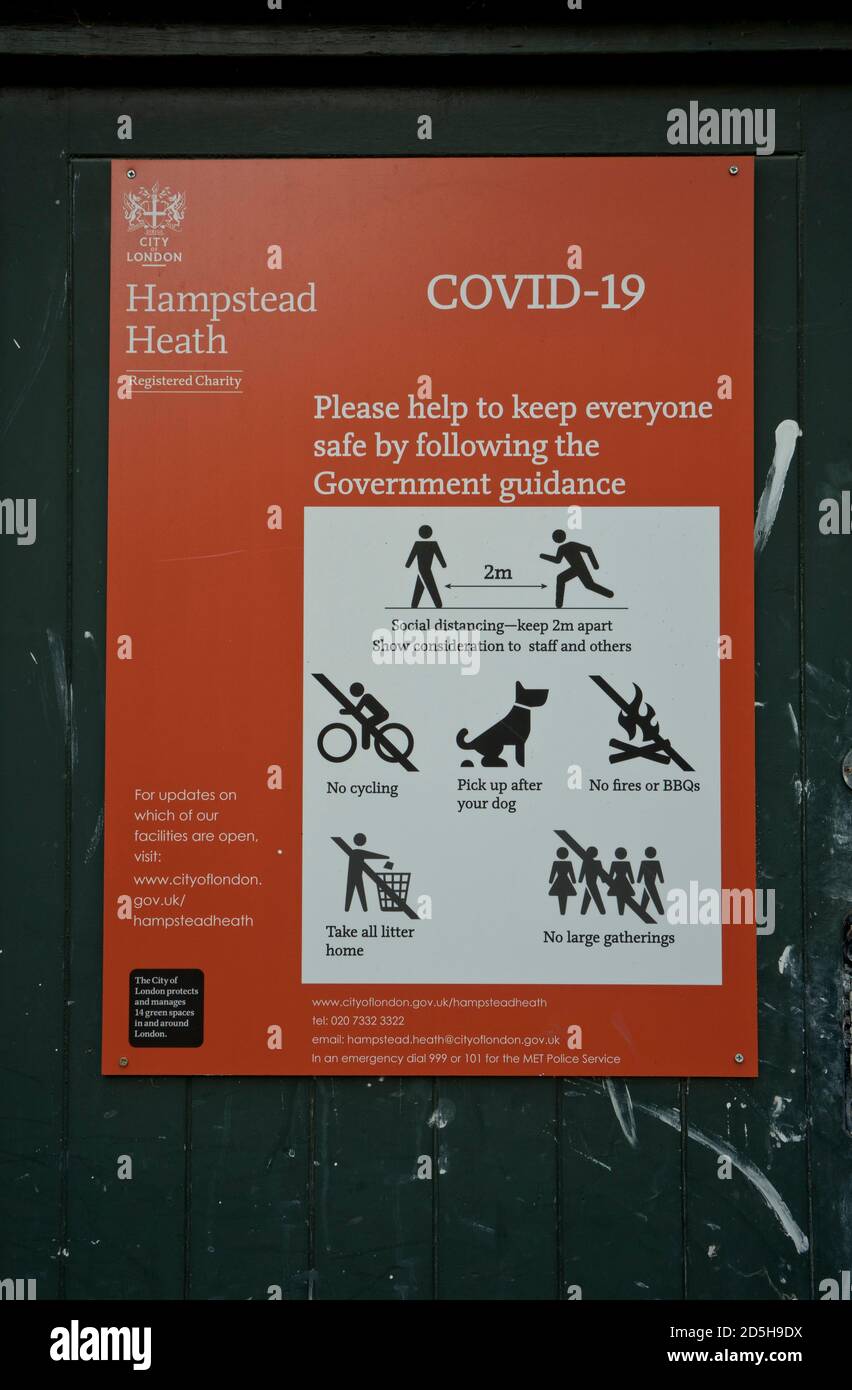 CITY
OF
LONDON
Hampstead
Heath
Registered Charity
COVID-19
Please help to keep everyone
safe by following the
Government guidance
2m
Social distancing—keep 2m apart
Show consideration to staff and others
No cycling
Pick up after
your dog
No fires or BBQs
Take all litter
home
No large gatherings
For updates on
which of our
facilities are open,
visit:
www.cityoflondon.
gov.uk/
hampsteadheath
The City of
London protects
and manages
14 green spaces
in and around
London.
www.cityoflondon.gov.uk/hampsteadheath
tel: 020 7332 3322
email: hampstead.heath@cityoflondon.gov.uk
In an emergency dial 999 or 101 for the MET Police Service
alamy
alamy
a
alamy
Image ID: 2D5H9DX
www.alamy.com